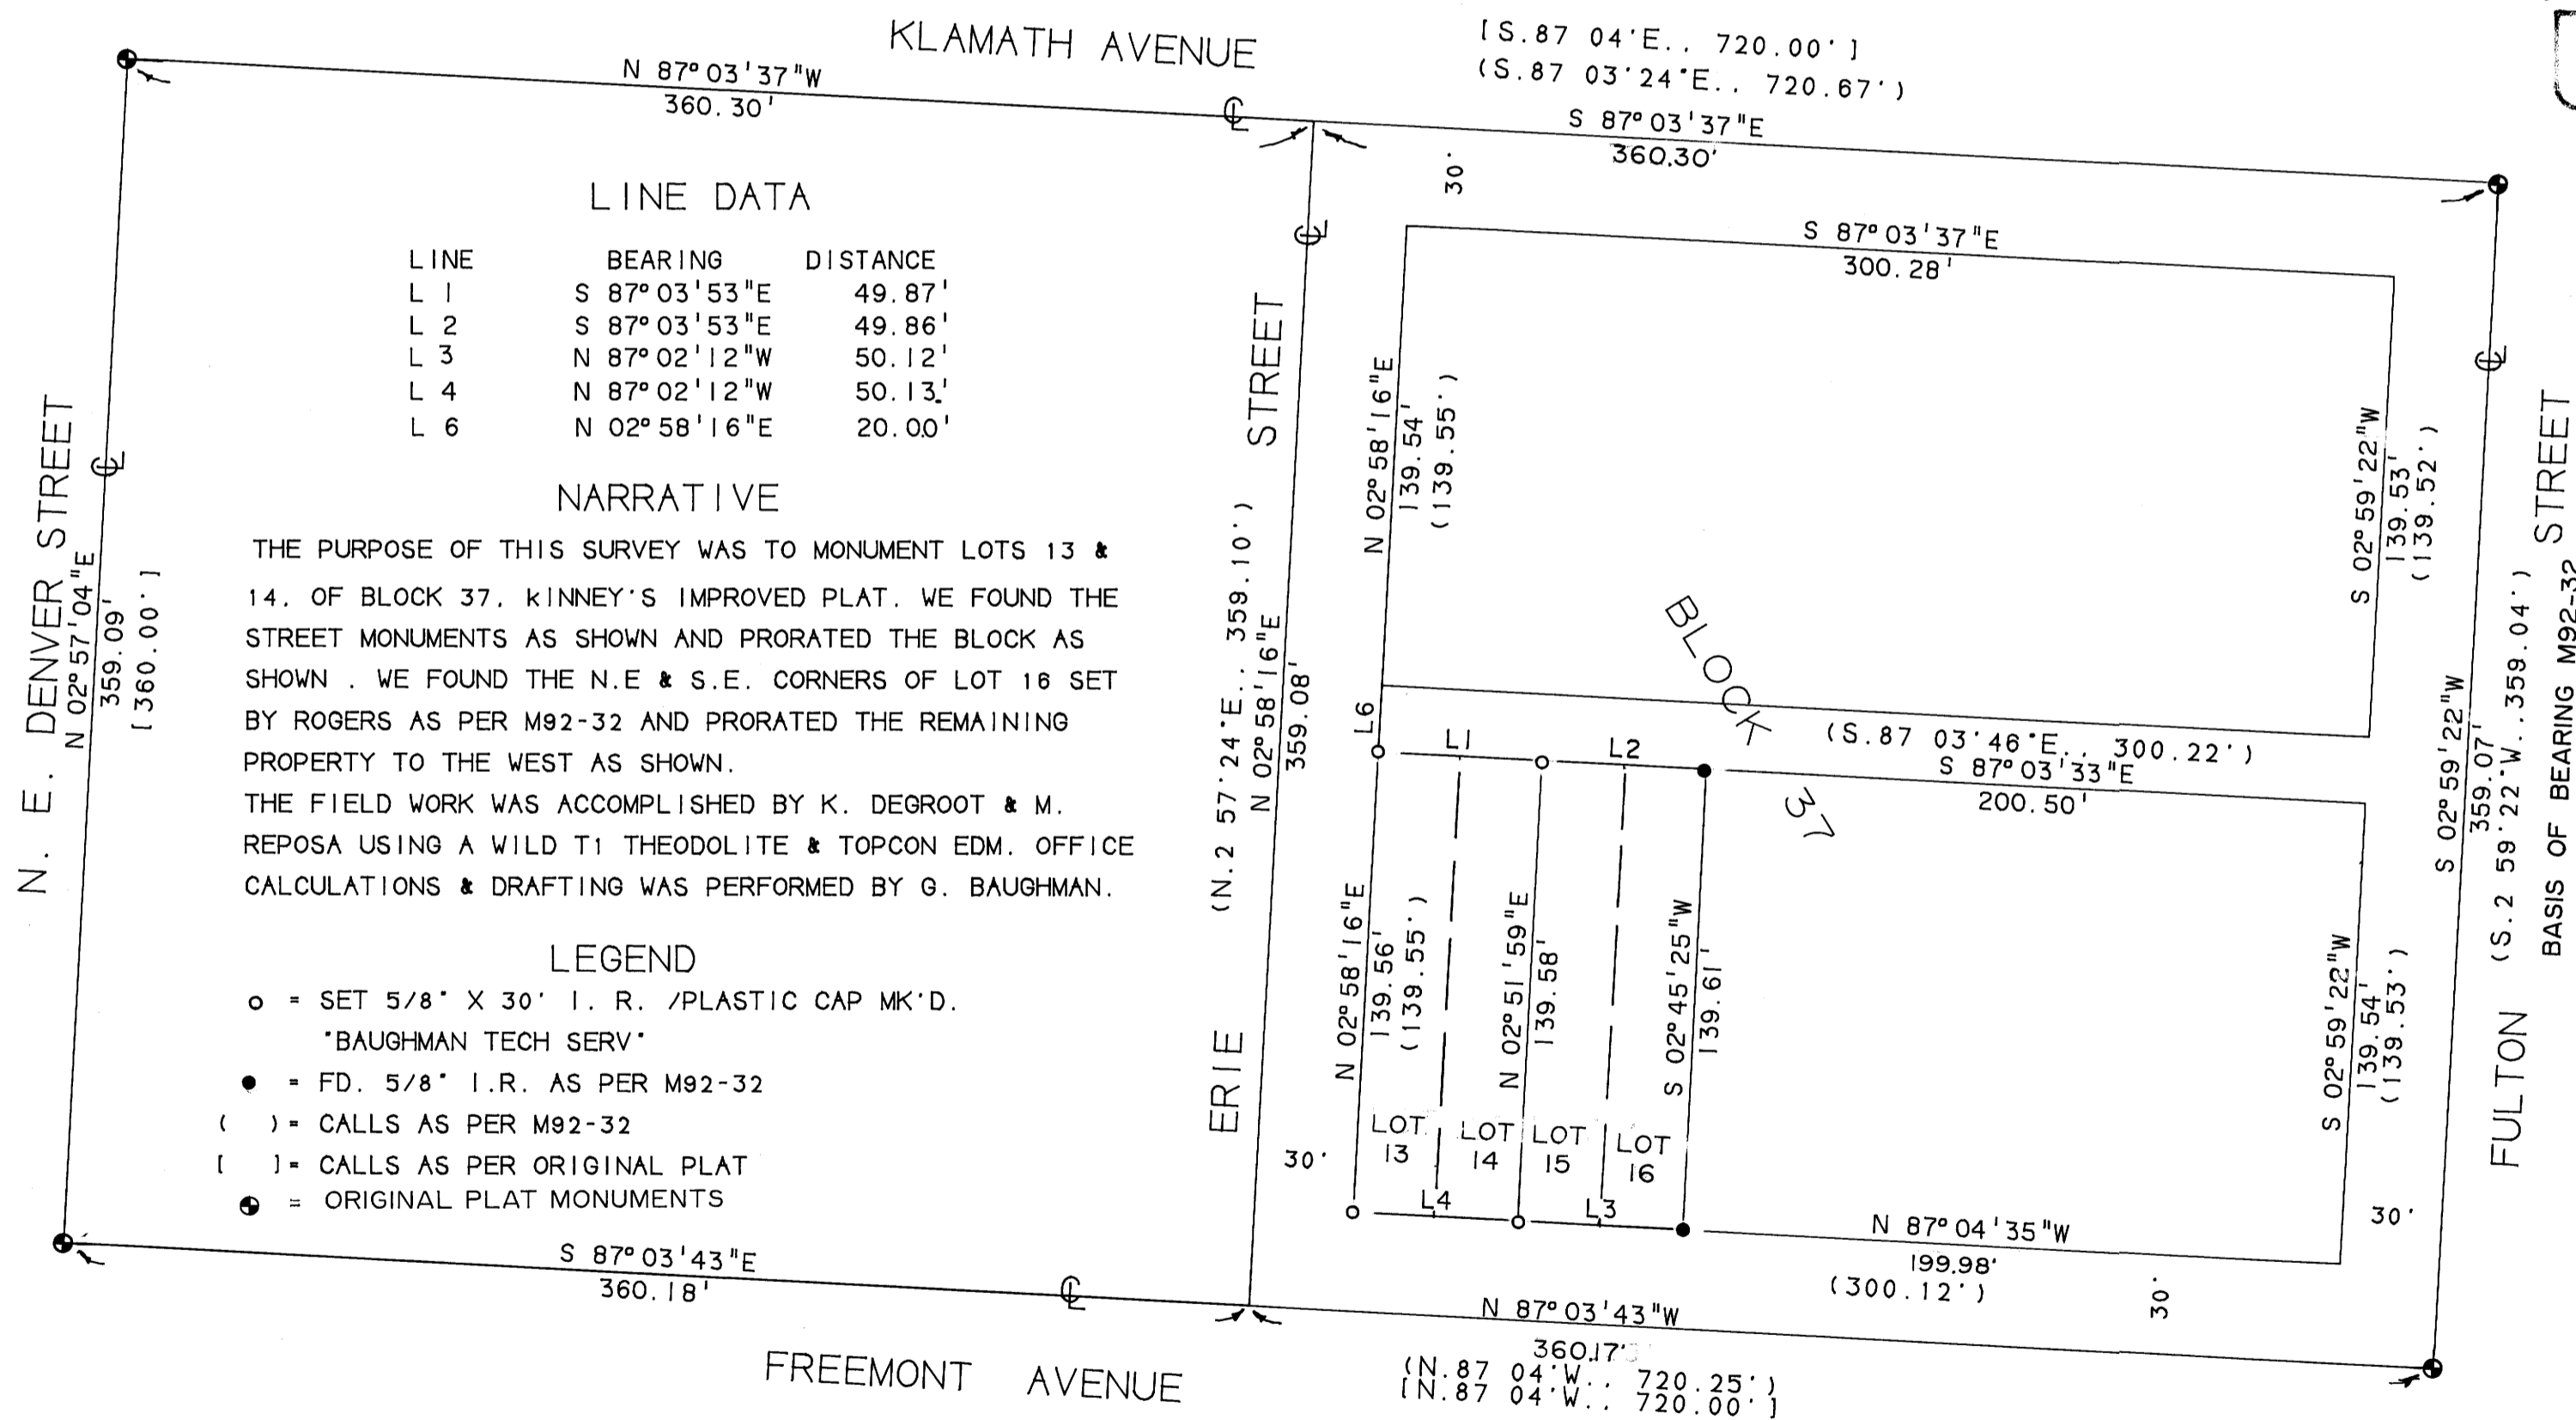 KLAMATH AVENUE
[S.87 04'E.. 720.00']
(S.87 03'24"E.. 720.67')
N 87°03'37"W
360.30'
S 87°03'37"E
360.30'
30'
LINE DATA
LINE BEARING DISTANCE
L 1 S 87°03'53"E 49.87'
L 2 S 87°03'53"E 49.86'
L 3 N 87°02'12"W 50.12'
L 4 N 87°02'12"W 50.13'
L 6 N 02°58'16"E 20.00'
NARRATIVE
THE PURPOSE OF THIS SURVEY WAS TO MONUMENT LOTS 13 &
14. OF BLOCK 37. KINNEY'S IMPROVED PLAT. WE FOUND THE
STREET MONUMENTS AS SHOWN AND PRORATED THE BLOCK AS
SHOWN . WE FOUND THE N.E & S.E. CORNERS OF LOT 16 SET
BY ROGERS AS PER M92-32 AND PRORATED THE REMAINING
PROPERTY TO THE WEST AS SHOWN.
THE FIELD WORK WAS ACCOMPLISHED BY K. DEGROOT & M.
REPOSA USING A WILD T1 THEODOLITE & TOPCON EDM. OFFICE
CALCULATIONS & DRAFTING WAS PERFORMED BY G. BAUGHMAN.
LEGEND
o = SET 5/8" X 30' I. R. /PLASTIC CAP MK'D.
"BAUGHMAN TECH SERV"
● = FD. 5/8" I.R. AS PER M92-32
( )= CALLS AS PER M92-32
[ ]= CALLS AS PER ORIGINAL PLAT
= ORIGINAL PLAT MONUMENTS
N. E. DENVER STREET
N 02°57'04"E
359.09'
[360.00']
ERIE STREET
(N.2 57'24"E.. 359.10')
N 02°58'16"E
359.08'
S 87°03'37"E
300.28'
N 02°58'16"E
139.54'
(139.55')
S 02°59'22"W
139.53'
(139.52')
BLOCK 37
L6
L1
L2
(S.87 03'46"E.. 300.22')
S 87°03'33"E
200.50'
N 02°58'16"E
139.56'
(139.55')
N 02°51'59"E
139.58'
S 02°45'25"W
139.61'
S 02°59'22"W
139.54'
(139.53')
LOT 13
LOT 14
LOT 15
LOT 16
L4
L3
30'
30'
30'
N 87°04'35"W
199.98'
(300.12')
S 02°59'22"W
359.07'
(S.2 59'22"W..359.04')
FULTON STREET
BASIS OF BEARING M92-32
S 87°03'43"E
360.18'
N 87°03'43"W
360.17'
(N.87 04'W.. 720.25')
[N.87 04'W.. 720.00']
FREEMONT AVENUE